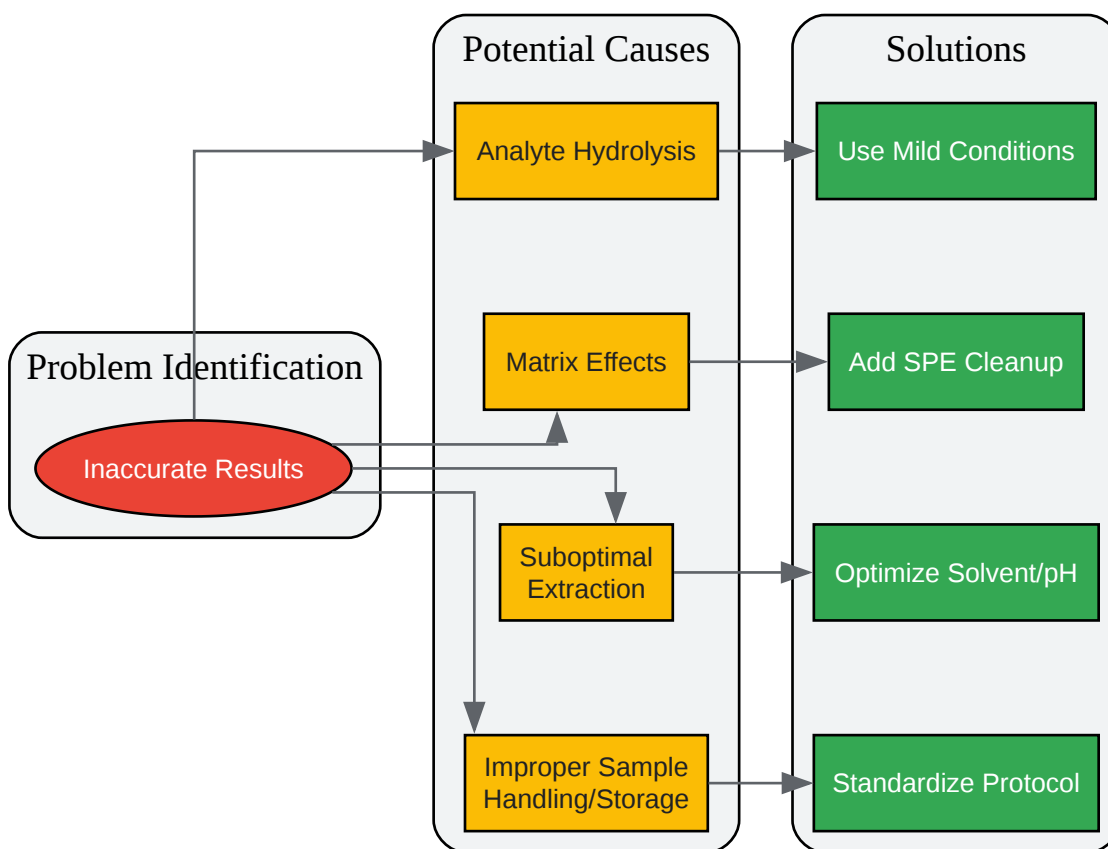 Potential Causes
Solutions
Analyte Hydrolysis
Use Mild Conditions
Problem Identification
Matrix Effects
Add SPE Cleanup
Inaccurate Results
Suboptimal
Extraction
Optimize Solvent/pH
Improper Sample
Handling/Storage
Standardize Protocol